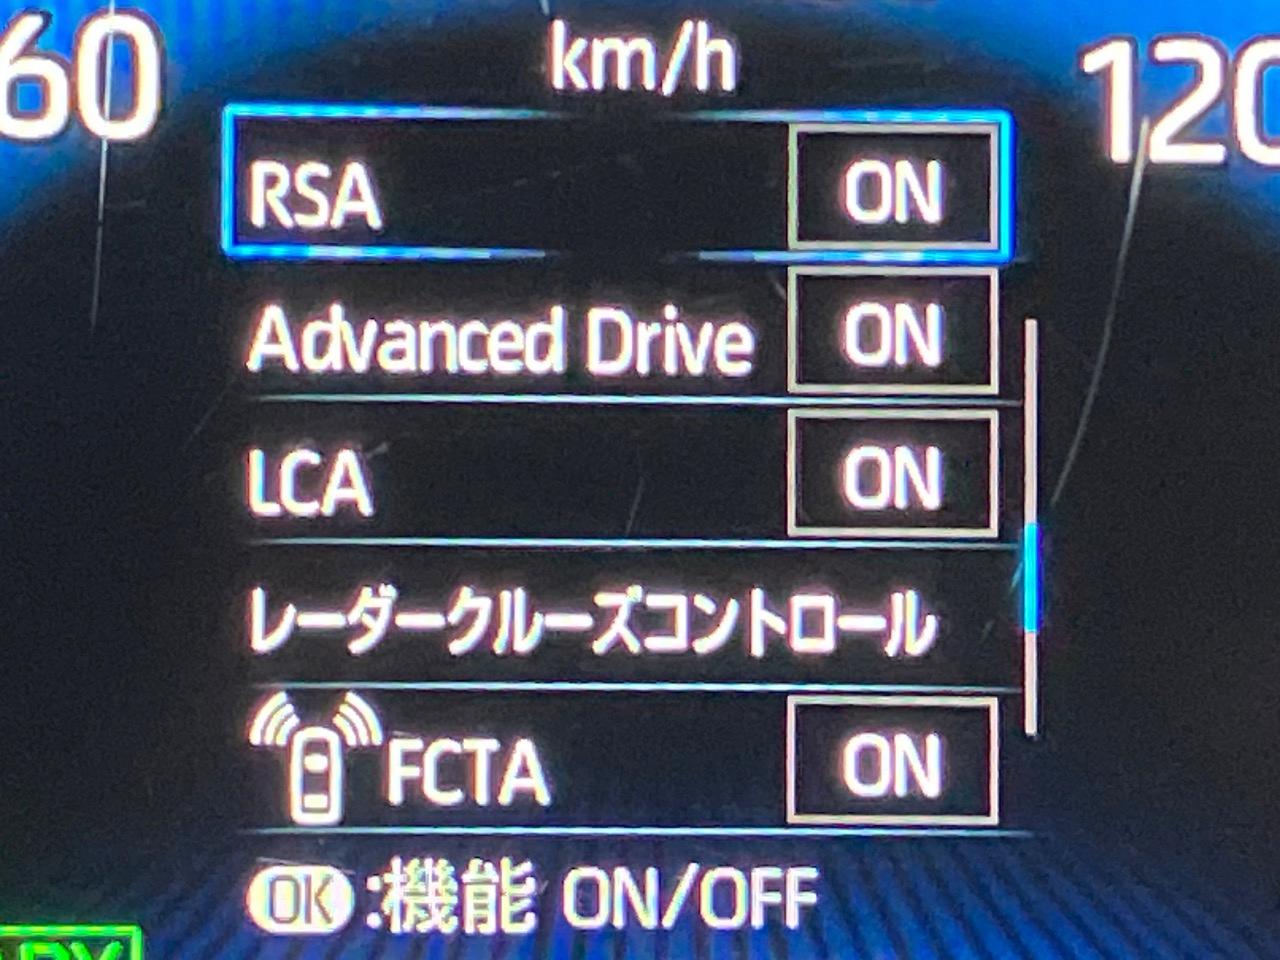 60
km/h
120
RSA ON
Advanced Drive ON
LCA ON
レーダークルーズコントロール
FCTA ON
OK:機能 ON/OFF